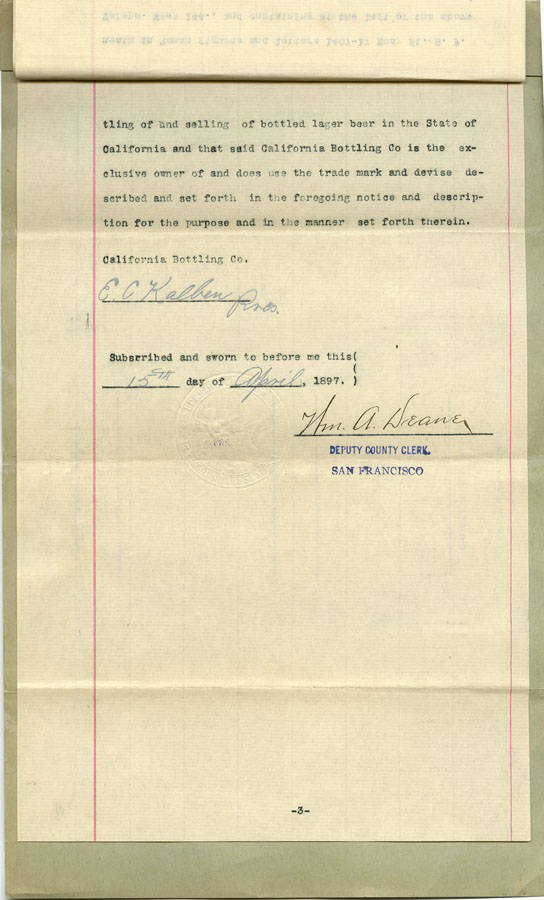 tling of and selling of bottled lager beer in the State of
California and that said California Bottling Co is the ex-
clusive owner of and does use the trade mark and devise de-
scribed and set forth in the foregoing notice and descrip-
tion for the purpose and in the manner set forth therein.
California Bottling Co.
E. C. Kalben Pres.
Subscribed and sworn to before me this(
15TH day of April, 1897. )
Wm. A. Deane
DEPUTY COUNTY CLERK.
SAN FRANCISCO
-3-